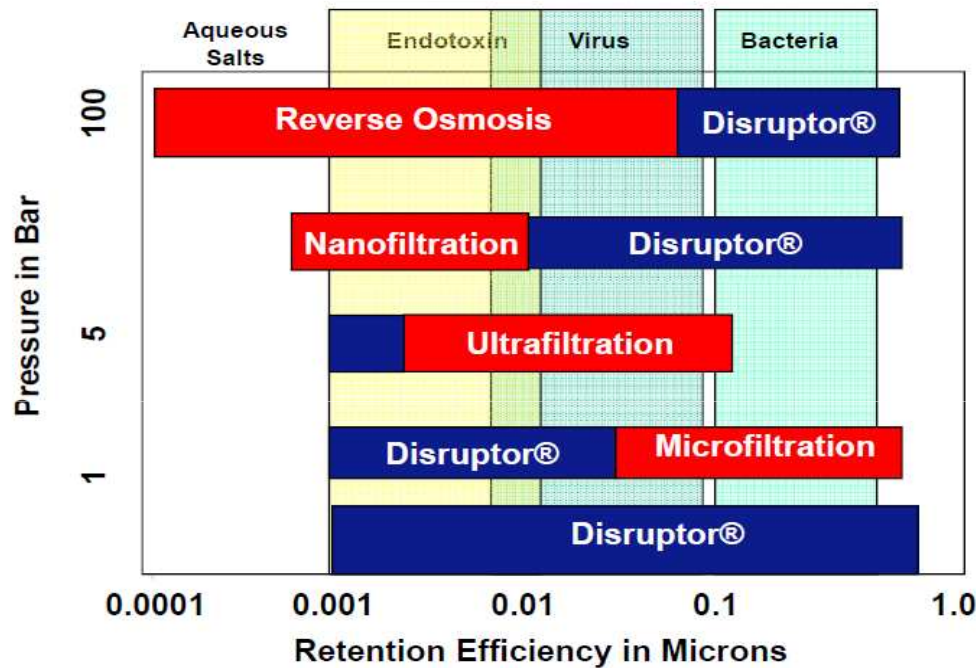 Aqueous
Salts
Endotoxin
Virus
Bacteria
100
Reverse Osmosis
Disruptor®
Nanofiltration
Disruptor®
Pressure in Bar
5
Ultrafiltration
1
Disruptor®
Microfiltration
Disruptor®
0.0001
0.001
0.01
0.1
1.0
Retention Efficiency in Microns